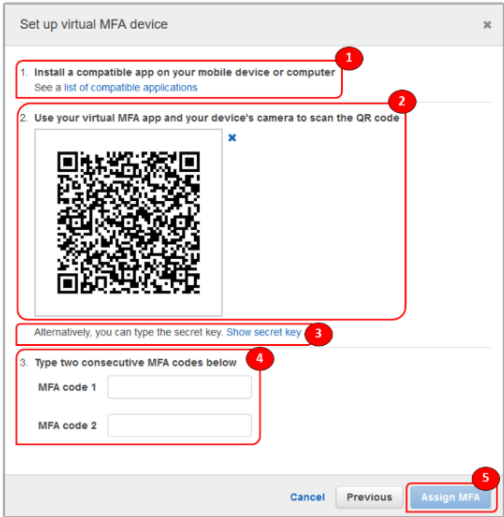 Set up virtual MFA device
×
1
1. Install a compatible app on your mobile device or computer
See a list of compatible applications
2
2. Use your virtual MFA app and your device's camera to scan the QR code
×
Alternatively, you can type the secret key. Show secret key
3
4
3. Type two consecutive MFA codes below
MFA code 1
MFA code 2
5
Cancel Previous Assign MFA